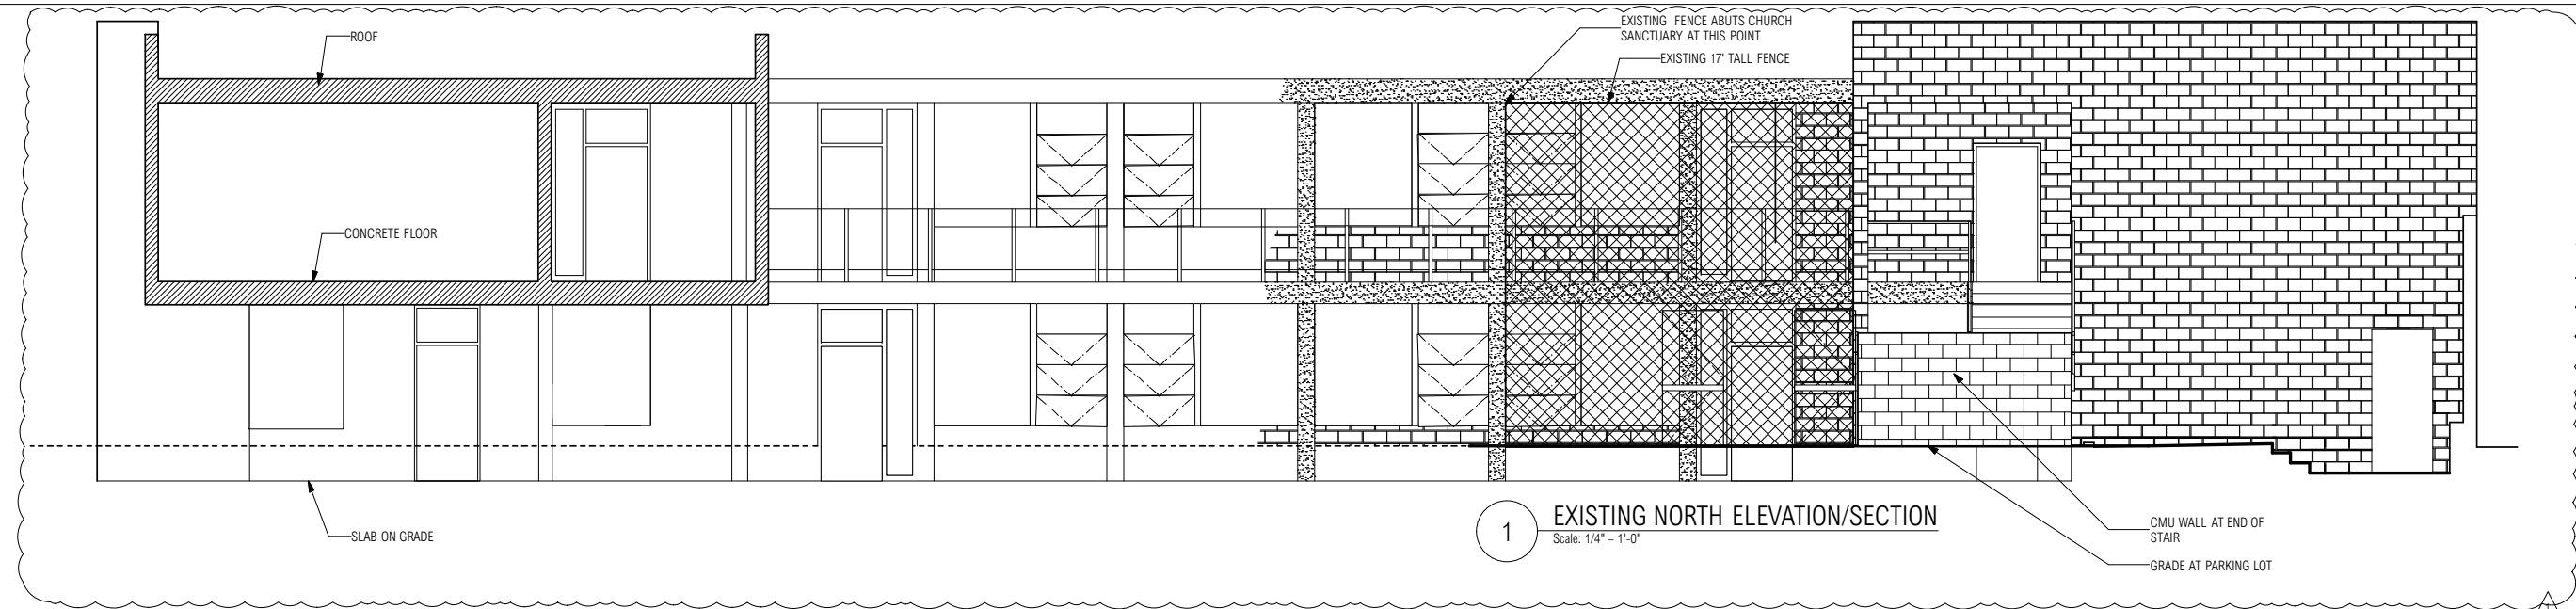 ROOF
EXISTING FENCE ABUTS CHURCH
SANCTUARY AT THIS POINT
EXISTING 17' TALL FENCE
CONCRETE FLOOR
SLAB ON GRADE
1
EXISTING NORTH ELEVATION/SECTION
Scale: 1/4" = 1'-0"
CMU WALL AT END OF
STAIR
GRADE AT PARKING LOT